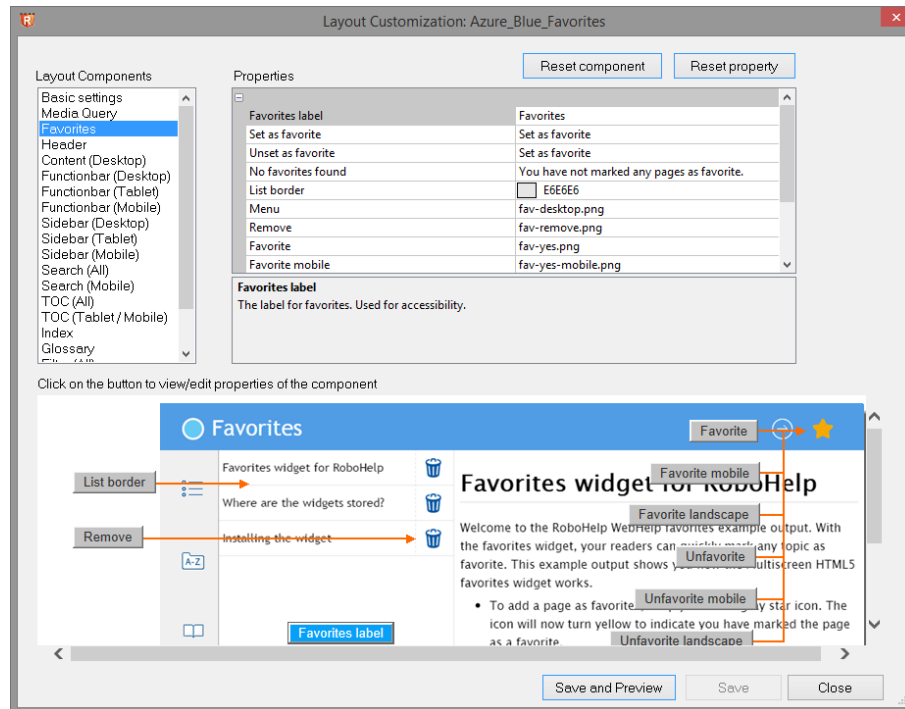 Layout Customization: Azure_Blue_Favorites
Reset component
Reset property
Layout Components
Properties
Basic settings
Media Query
Favorites
Header
Content (Desktop)
Functionbar (Desktop)
Functionbar (Tablet)
Functionbar (Mobile)
Sidebar (Desktop)
Sidebar (Tablet)
Sidebar (Mobile)
Search (All)
Search (Mobile)
TOC (All)
TOC (Tablet / Mobile)
Index
Glossary
Favorites label Favorites
Set as favorite Set as favorite
Unset as favorite Set as favorite
No favorites found You have not marked any pages as favorite.
List border E6E6E6
Menu fav-desktop.png
Remove fav-remove.png
Favorite fav-yes.png
Favorite mobile fav-yes-mobile.png
Favorites label
The label for favorites. Used for accessibility.
Click on the button to view/edit properties of the component
Favorites
Favorite
List border
Remove
A-Z
Favorites widget for RoboHelp
Where are the widgets stored?
Installing the widget
Favorites label
Favorite mobile
Favorite landscape
Unfavorite
Unfavorite mobile
Unfavorite landscape
Favorites widget for RoboHelp
Welcome to the RoboHelp WebHelp favorites example output. With
the favorites widget, your readers can quickly mark any topic as
favorite. This example output shows you how the Multiscreen HTML5
favorites widget works.
• To add a page as favorite, star icon. The
icon will now turn yellow to indicate you have marked the page
as a favorite.
Save and Preview
Save
Close